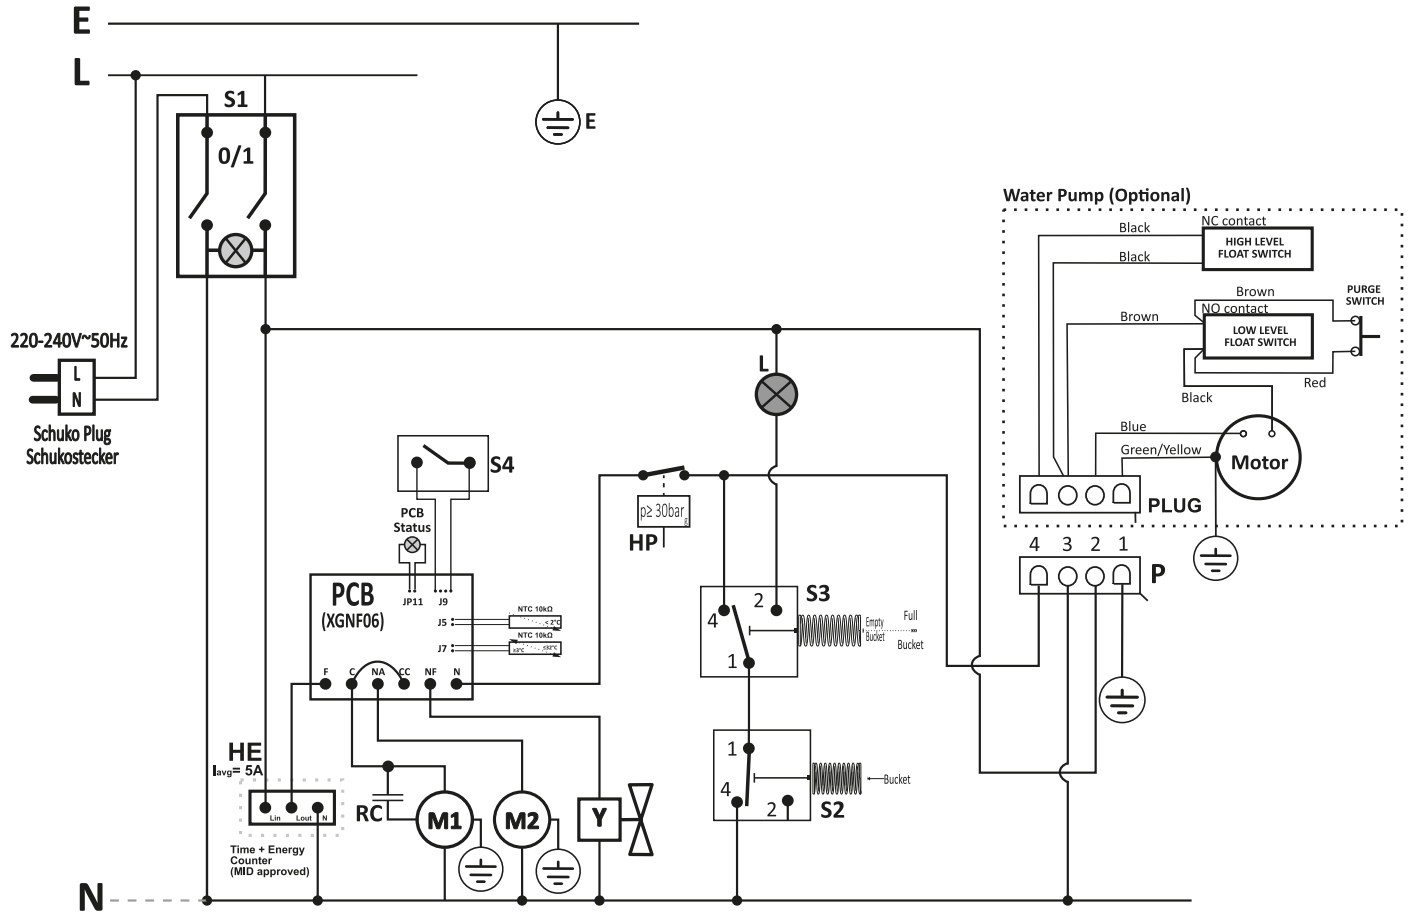 E
L
S1
E
0/1
Water Pump (Optional)
NC contact
Black
HIGH LEVEL
FLOAT SWITCH
Black
Brown
PURGE
SWITCH
NO contact
Brown
LOW LEVEL
FLOAT SWITCH
220-240V~50Hz
L
L
N
Red
Black
Schuko Plug
Schukostecker
Blue
Green/Yellow
Motor
S4
PCB
Status
p≥ 30bar
PLUG
HP
4 3 2 1
P
PCB
(XGNF06)
JP11
J9
J5
NTC 10kΩ
< 2°C
J7
NTC 10kΩ
≥3°C
≤32°C
F C NA CC NF N
S3
4
2
1
Empty
Bucket
Full
Bucket
HE
Iavg= 5A
Lin
Lout
N
Time + Energy
Counter
(MID approved)
RC
M1
M2
Y
1
4
2
S2
Bucket
N